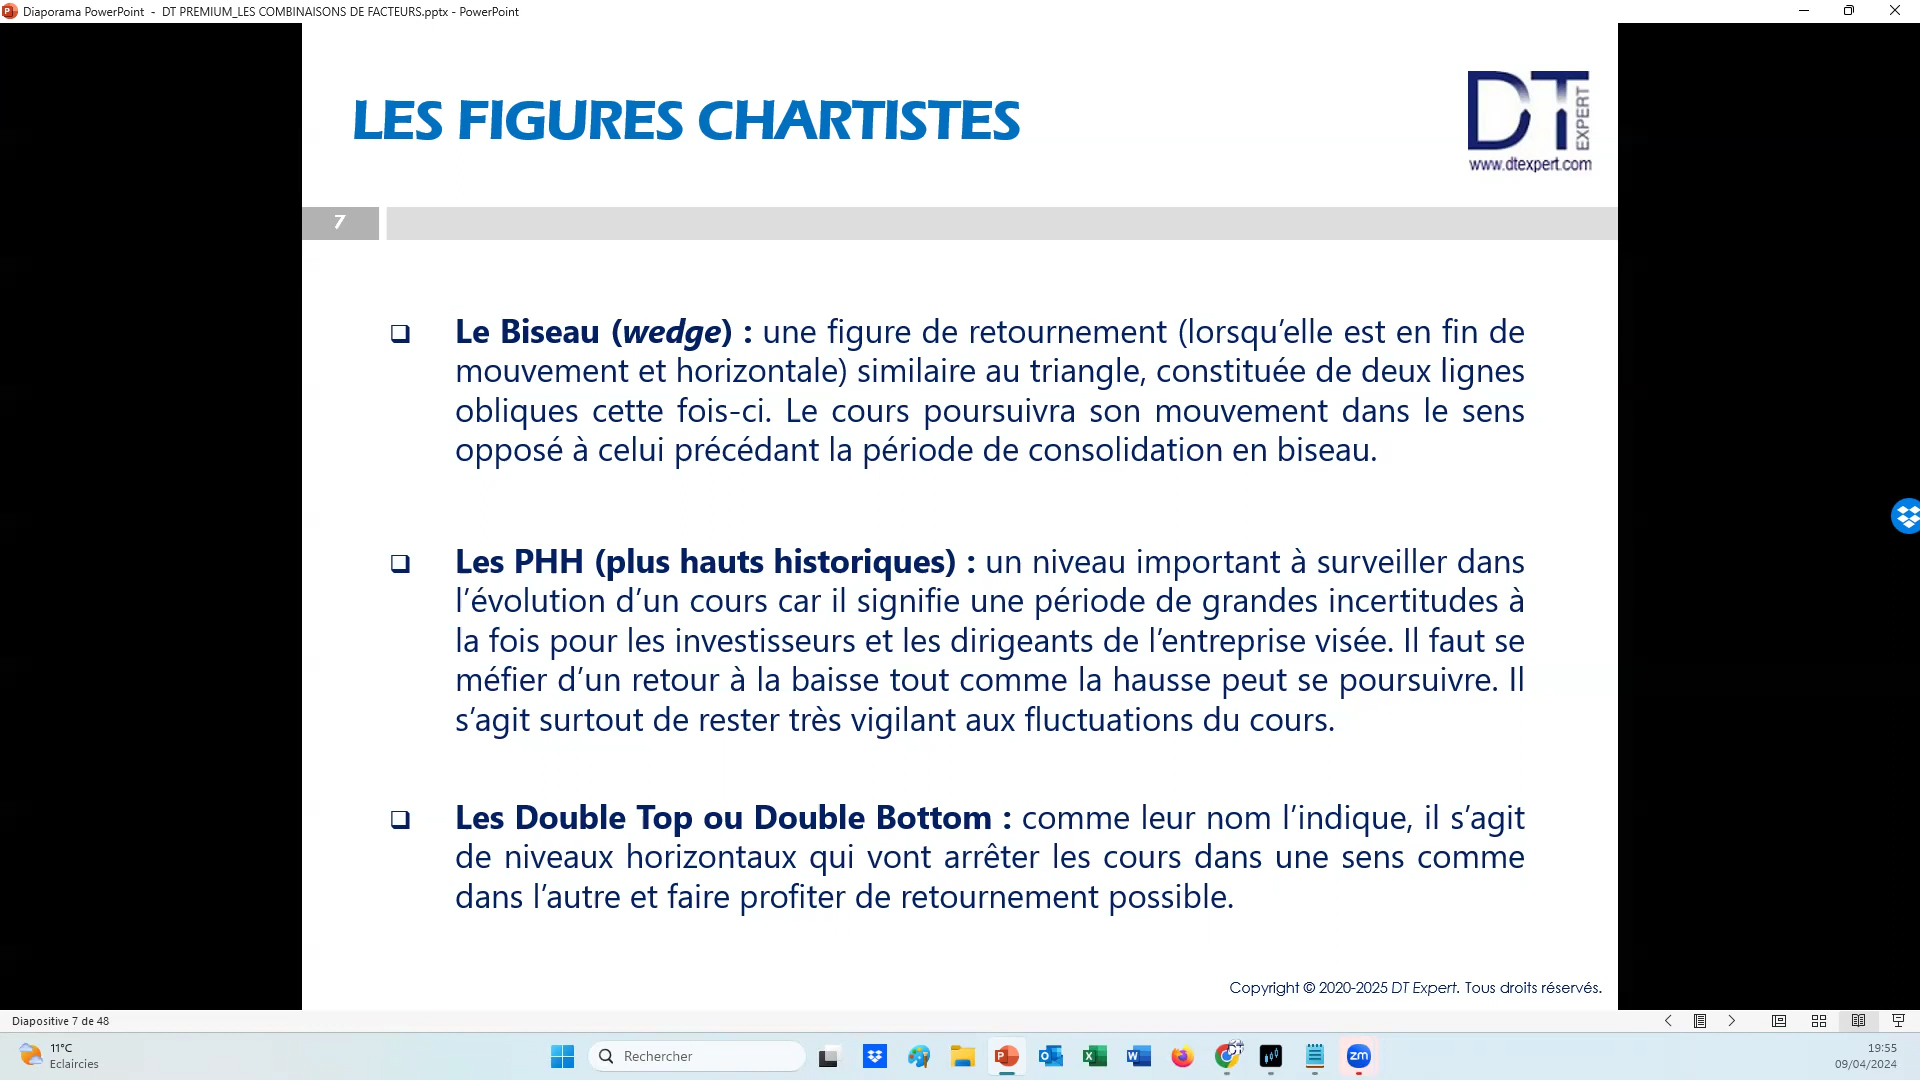 Diaporama PowerPoint - DT PREMIUM_LES COMBINAISONS DE FACTEURS.pptx - PowerPoint
LES FIGURES CHARTISTES
DT
EXPERT
www.dtexpert.com
7
❑ Le Biseau (wedge) : une figure de retournement (lorsqu’elle est en fin de
mouvement et horizontale) similaire au triangle, constituée de deux lignes
obliques cette fois-ci. Le cours poursuivra son mouvement dans le sens
opposé à celui précédant la période de consolidation en biseau.
❑ Les PHH (plus hauts historiques) : un niveau important à surveiller dans
l’évolution d’un cours car il signifie une période de grandes incertitudes à
la fois pour les investisseurs et les dirigeants de l’entreprise visée. Il faut se
méfier d’un retour à la baisse tout comme la hausse peut se poursuivre. Il
s’agit surtout de rester très vigilant aux fluctuations du cours.
❑ Les Double Top ou Double Bottom : comme leur nom l’indique, il s’agit
de niveaux horizontaux qui vont arrêter les cours dans une sens comme
dans l’autre et faire profiter de retournement possible.
Copyright © 2020-2025 DT Expert. Tous droits réservés.
Diapositive 7 de 48
11°C
Eclaircies
Rechercher
zm
19:55
09/04/2024